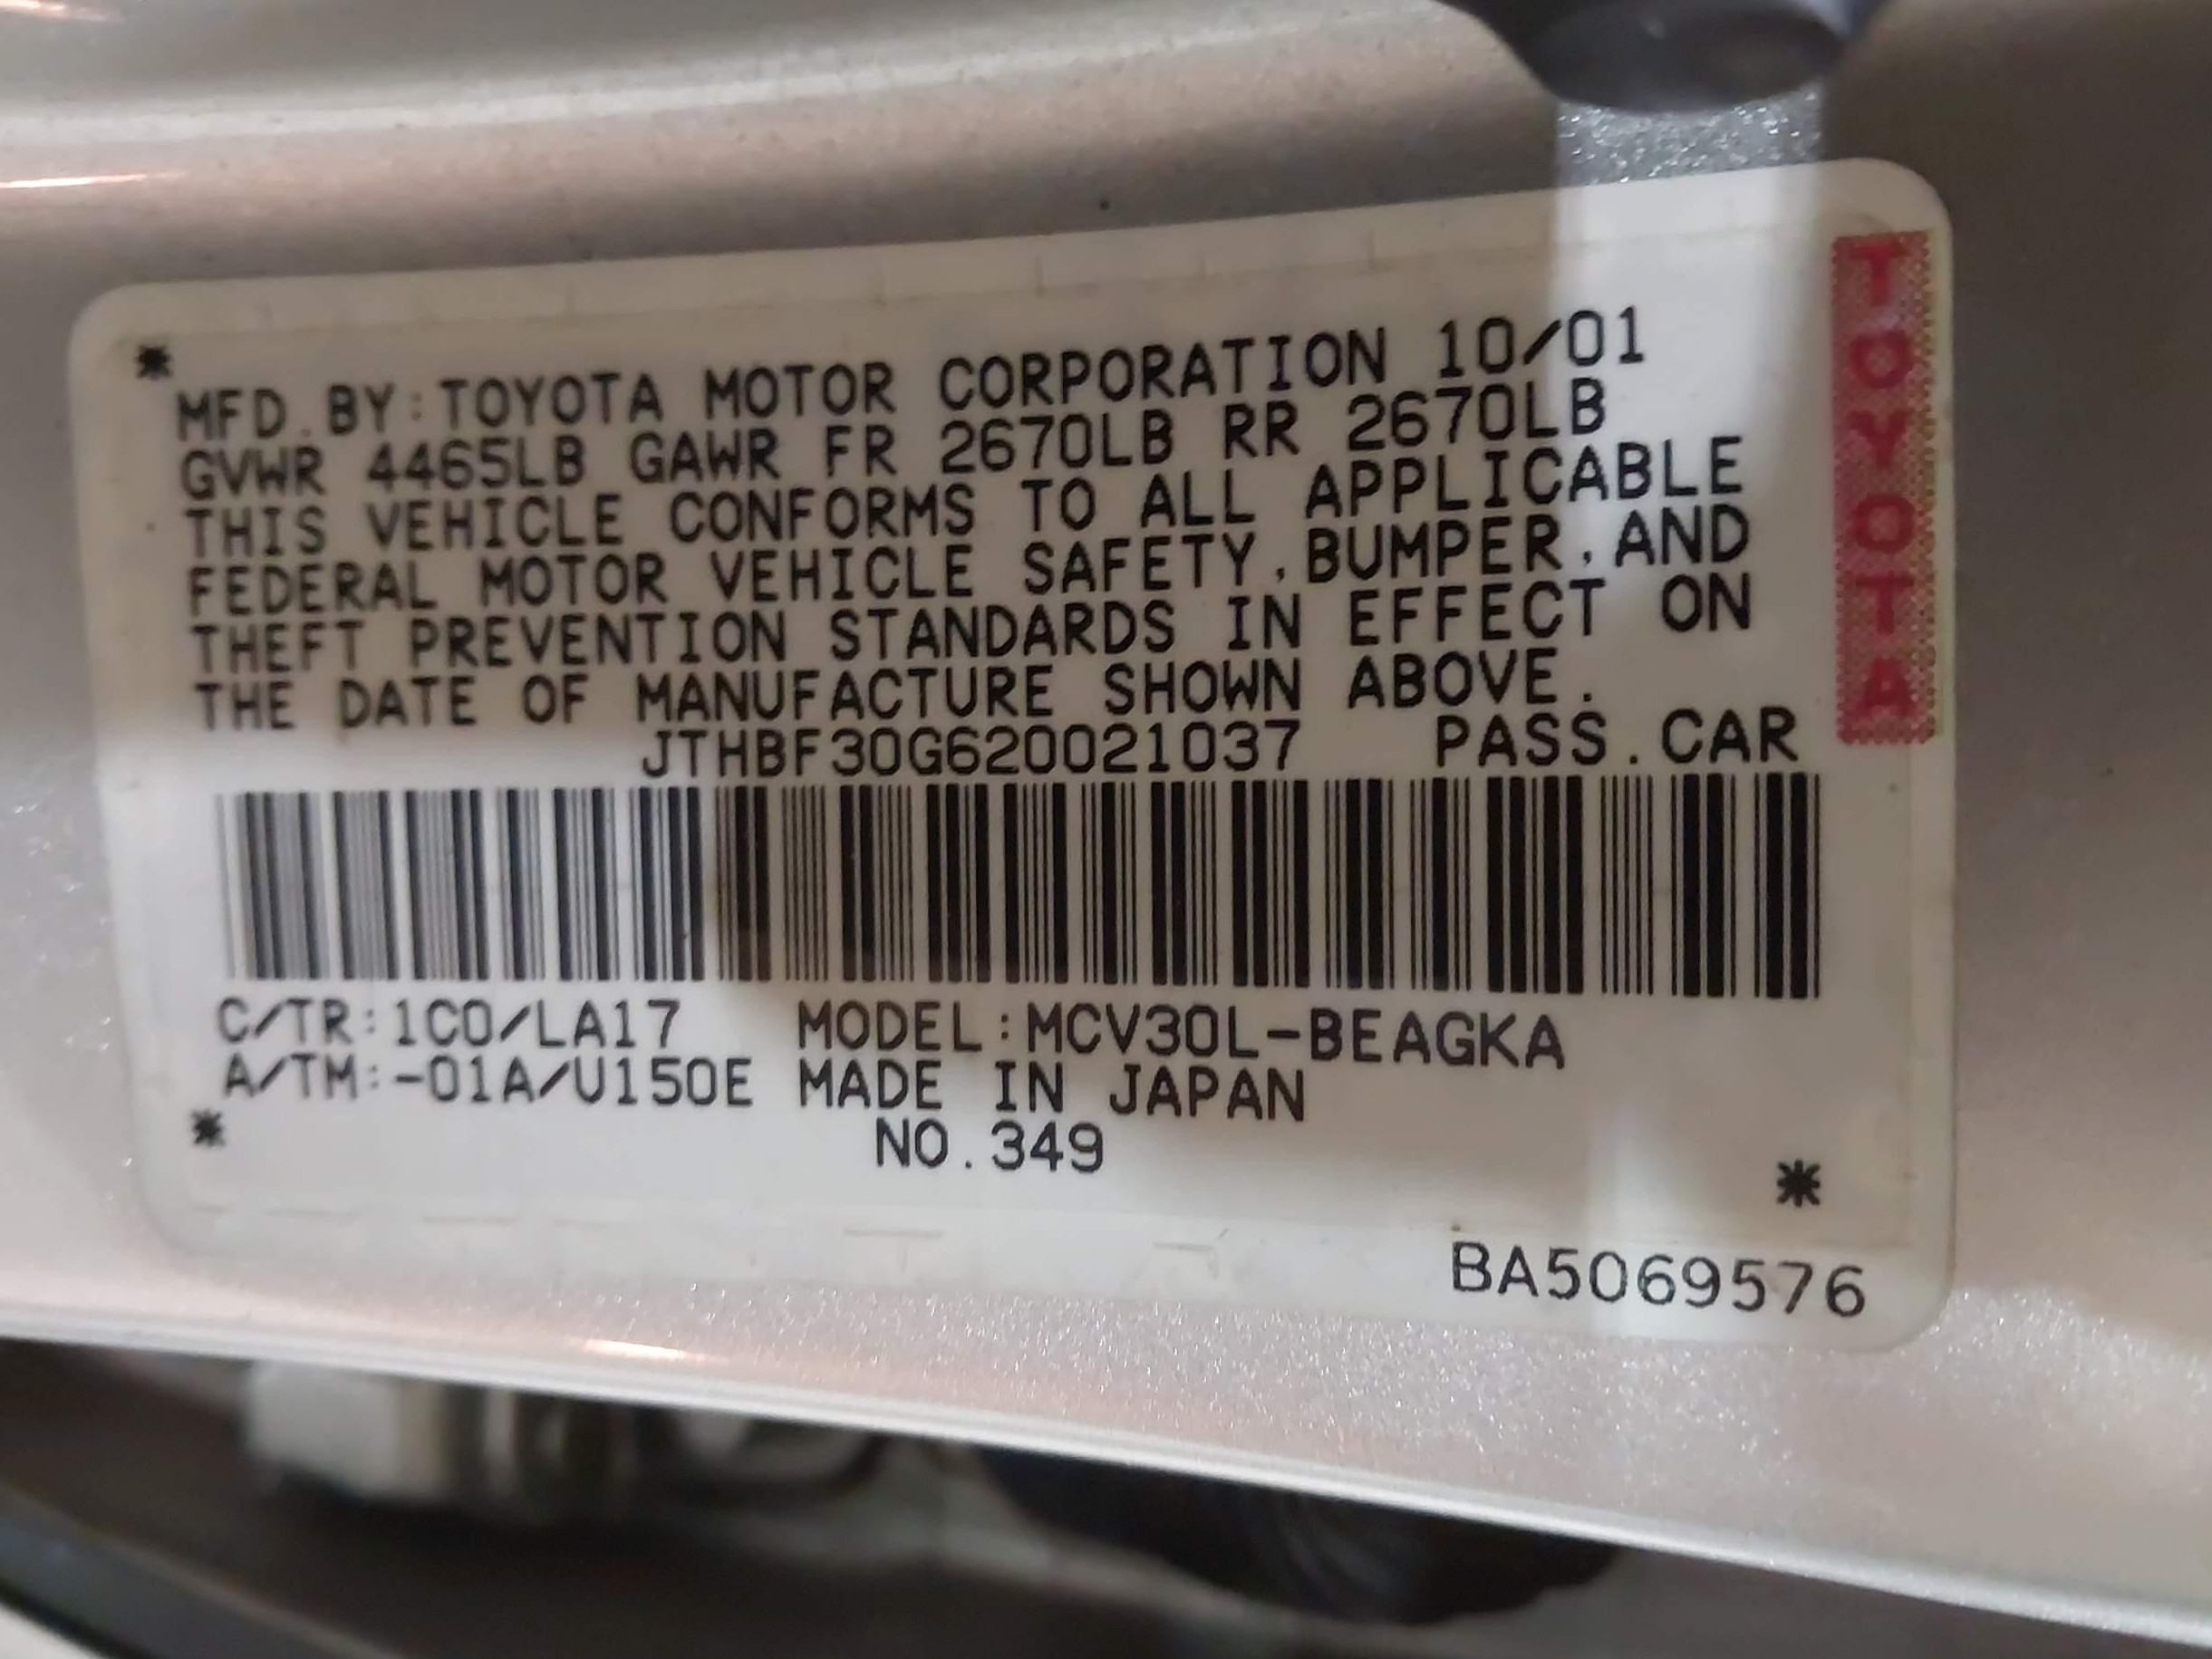 *
MFD.BY:TOYOTA MOTOR CORPORATION 10/01
GVWR 4465LB GAWR FR 2670LB RR 2670LB
THIS VEHICLE CONFORMS TO ALL APPLICABLE
FEDERAL MOTOR VEHICLE SAFETY,BUMPER,AND
THEFT PREVENTION STANDARDS IN EFFECT ON
THE DATE OF MANUFACTURE SHOWN ABOVE.
JTHBF30G620021037 PASS.CAR
C/TR:1C0/LA17 MODEL:MCV30L-BEAGKA
A/TM:-01A/U150E MADE IN JAPAN
* NO.349
*
BA5069576
TOYOTA